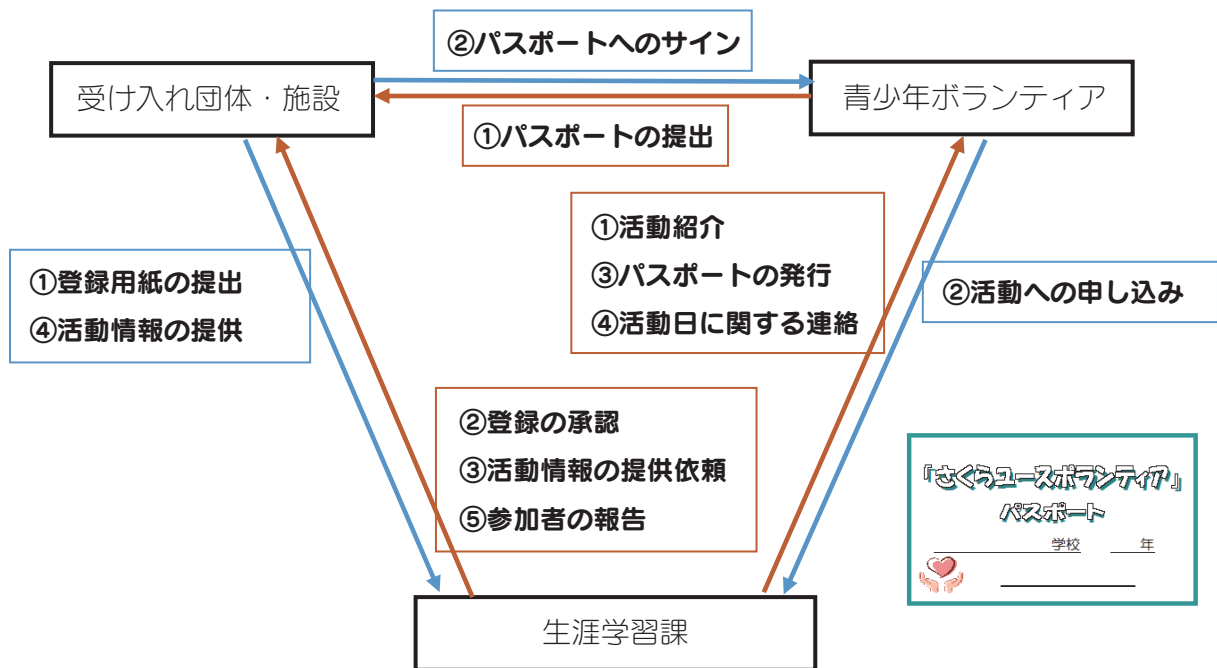 ②パスポートへのサイン
受け入れ団体・施設
青少年ボランティア
①パスポートの提出
①活動紹介
③パスポートの発行
④活動日に関する連絡
①登録用紙の提出
④活動情報の提供
②活動への申し込み
②登録の承認
③活動情報の提供依頼
⑤参加者の報告
『さくらユースボランティア』
パスポート
学校 年
生涯学習課